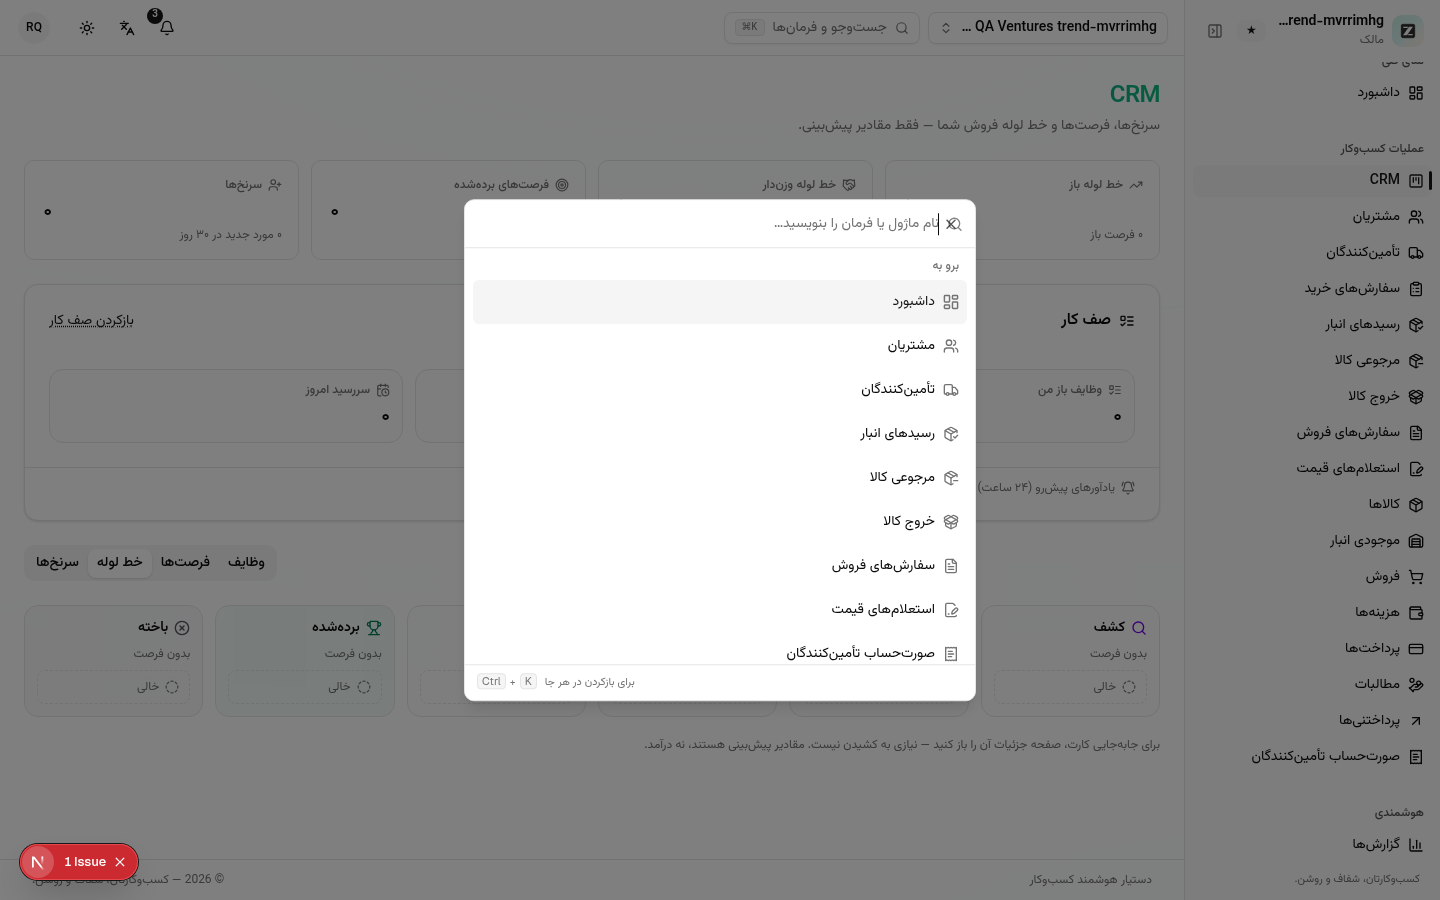 ...rend-mvrrimhg
مالک
داشبورد
عملیات کسب‌وکار
CRM
مشتریان
تأمین‌کنندگان
سفارش‌های خرید
رسیدهای انبار
مرجوعی کالا
خروج کالا
سفارش‌های فروش
استعلام‌های قیمت
کالاها
موجودی انبار
فروش
هزینه‌ها
پرداخت‌ها
مطالبات
پرداختنی‌ها
صورت‌حساب تأمین‌کنندگان
هوشمندی
گزارش‌ها
کسب‌وکارتان، شفاف و روشن.
QA Ventures trend-mvrrimhg ...
جست‌وجو و فرمان‌ها
⌘K
3
RQ
CRM
سرنخ‌ها، فرصت‌ها و خط لوله فروش شما — فقط مقادیر پیش‌بینی.
خط لوله باز
۰ فرصت باز
خط لوله وزن‌دار
فرصت‌های برده‌شده
۰
سرنخ‌ها
۰
۰ مورد جدید در ۳۰ روز
صف کار
بازکردن صف کار
وظایف باز من
۰
سررسید امروز
۰
یادآورهای پیش‌رو (۲۴ ساعت)
وظایف
فرصت‌ها
خط لوله
سرنخ‌ها
کشف
بدون فرصت
خالی
برده‌شده
بدون فرصت
خالی
باخته
بدون فرصت
خالی
برای جابه‌جایی کارت، صفحه جزئیات آن را باز کنید — نیازی به کشیدن نیست. مقادیر پیش‌بینی هستند، نه درآمد.
دستیار هوشمند کسب‌وکار
© 2026 — کسب‌وکارتان، شفاف و روشن.
نام ماژول یا فرمان را بنویسید...
برو به
داشبورد
مشتریان
تأمین‌کنندگان
رسیدهای انبار
مرجوعی کالا
خروج کالا
سفارش‌های فروش
استعلام‌های قیمت
صورت‌حساب تأمین‌کنندگان
برای بازکردن در هر جا
Ctrl + K
1 Issue